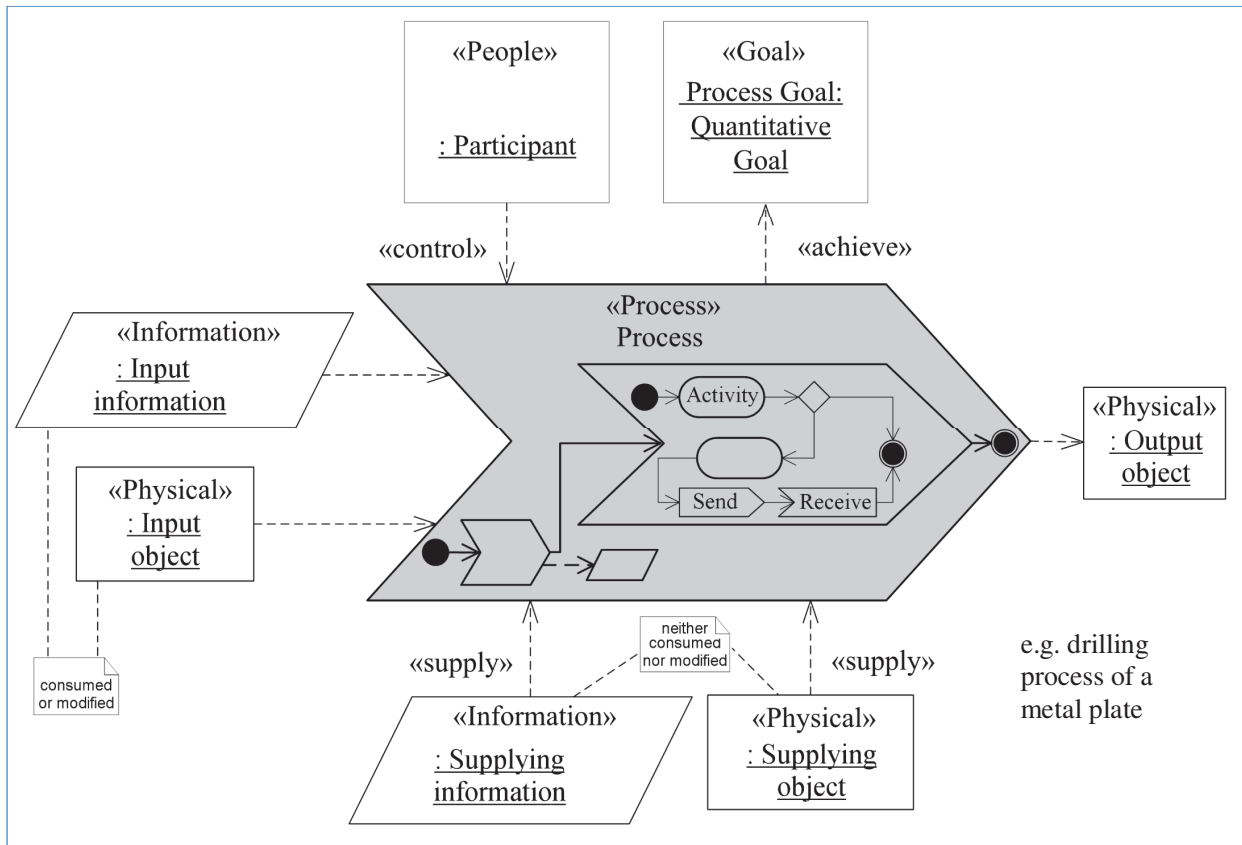 «People»
: Participant
«Goal»
Process Goal:
Quantitative
Goal
«control»
«achieve»
«Process»
Process
«Information»
: Input
information
Activity
«Physical»
: Output
object
«Physical»
: Input
object
Send
Receive
consumed
or modified
«supply»
neither
consumed
nor modified
«supply»
e.g. drilling
process of a
metal plate
«Information»
: Supplying
information
«Physical»
: Supplying
object